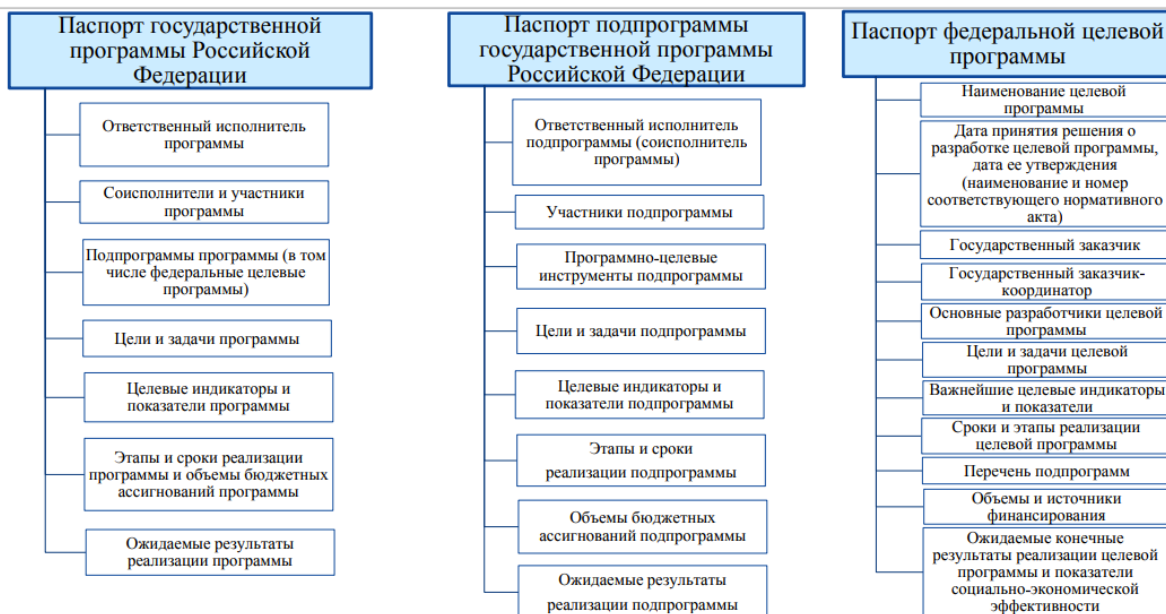 Паспорт государственной
программы Российской
Федерации
Ответственный исполнитель
программы
Соисполнители и участники
программы
Подпрограммы программы (в том
числе федеральные целевые
программы)
Цели и задачи программы
Целевые индикаторы и
показатели программы
Этапы и сроки реализации
программы и объемы бюджетных
ассигнований программы
Ожидаемые результаты
реализации программы
Паспорт подпрограммы
государственной программы
Российской Федерации
Ответственный исполнитель
подпрограммы (соисполнитель
программы)
Участники подпрограммы
Программно-целевые
инструменты подпрограммы
Цели и задачи подпрограммы
Целевые индикаторы и
показатели подпрограммы
Этапы и сроки
реализации подпрограммы
Объемы бюджетных
ассигнований подпрограммы
Ожидаемые результаты
реализации подпрограммы
Паспорт федеральной целевой
программы
Наименование целевой
программы
Дата принятия решения о
разработке целевой программы,
дата ее утверждения
(наименование и номер
соответствующего нормативного
акта)
Государственный заказчик
Государственный заказчик-
координатор
Основные разработчики целевой
программы
Цели и задачи целевой
программы
Важнейшие целевые индикаторы
и показатели
Сроки и этапы реализации
целевой программы
Перечень подпрограмм
Объемы и источники
финансирования
Ожидаемые конечные
результаты реализации целевой
программы и показатели
социально-экономической
эффективности